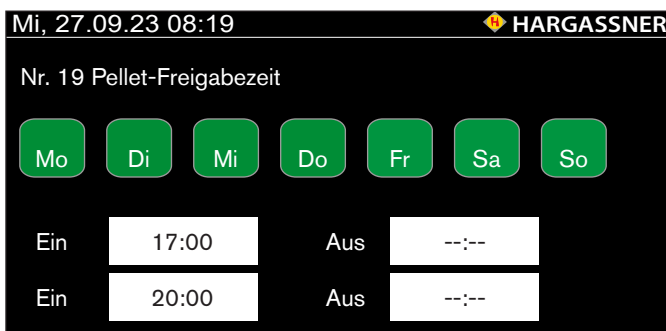 Mi, 27.09.23 08:19 HARGASSNER
Nr. 19 Pellet-Freigabezeit
Mo Di Mi Do Fr Sa So
Ein 17:00 Aus --:--
Ein 20:00 Aus --:--